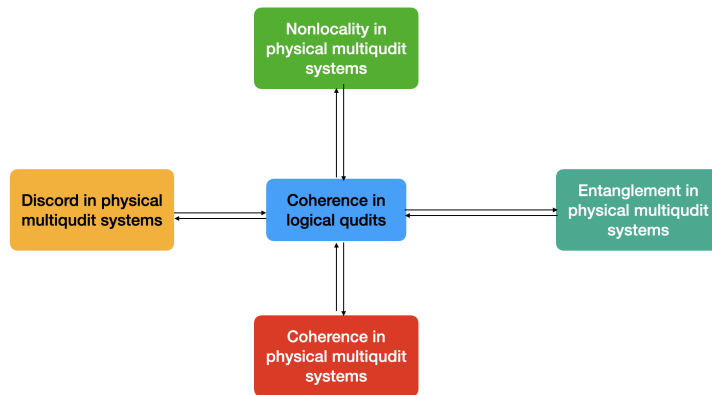 Nonlocality in
physical multiqudit
systems
Discord in physical
multiqudit systems
Coherence in
logical qudits
Entanglement in
physical multiqudit
systems
Coherence in
physical multiqudit
systems